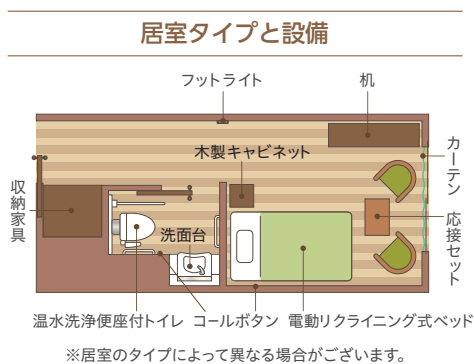 居室タイプと設備
フットライト
机
木製キャビネット
カーテン
収納家具
洗面台
応接セット
温水洗浄便座付トイレ
コールボタン
電動リクライニング式ベッド
※居室のタイプによって異なる場合がございます。